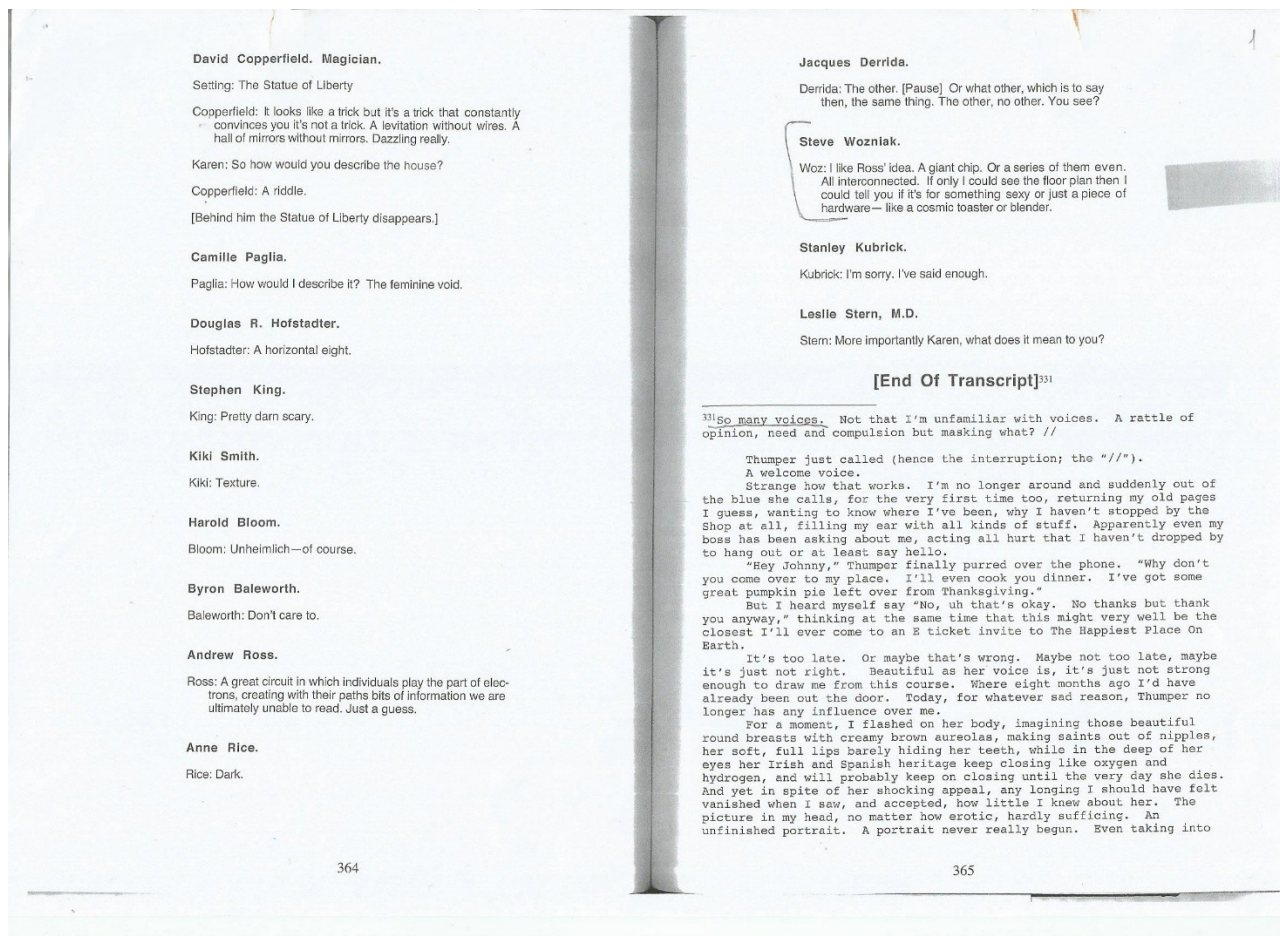 David Copperfield. Magician.
Setting: The Statue of Liberty
Copperfield: It looks like a trick but it's a trick that constantly
convinces you it's not a trick. A levitation without wires. A
hall of mirrors without mirrors. Dazzling really.
Karen: So how would you describe the house?
Copperfield: A riddle.
[Behind him the Statue of Liberty disappears.]
Camille Paglia.
Paglia: How would I describe it? The feminine void.
Douglas R. Hofstadter.
Hofstadter: A horizontal eight.
Stephen King.
King: Pretty darn scary.
Kiki Smith.
Kiki: Texture.
Harold Bloom.
Bloom: Unheimlich—of course.
Byron Baleworth.
Baleworth: Don't care to.
Andrew Ross.
Ross: A great circuit in which individuals play the part of elec-
trons, creating with their paths bits of information we are
ultimately unable to read. Just a guess.
Anne Rice.
Rice: Dark.
364
1
Jacques Derrida.
Derrida: The other. [Pause] Or what other, which is to say
then, the same thing. The other, no other. You see?
Steve Wozniak.
Woz: I like Ross' idea. A giant chip. Or a series of them even.
All interconnected. If only I could see the floor plan then I
could tell you if it's for something sexy or just a piece of
hardware— like a cosmic toaster or blender.
Stanley Kubrick.
Kubrick: I'm sorry. I've said enough.
Leslie Stern, M.D.
Stern: More importantly Karen, what does it mean to you?
[End Of Transcript]331
331So many voices. Not that I'm unfamiliar with voices. A rattle of
opinion, need and compulsion but masking what? //
Thumper just called (hence the interruption; the "//").
A welcome voice.
Strange how that works. I'm no longer around and suddenly out of
the blue she calls, for the very first time too, returning my old pages
I guess, wanting to know where I've been, why I haven't stopped by the
Shop at all, filling my ear with all kinds of stuff. Apparently even my
boss has been asking about me, acting all hurt that I haven't dropped by
to hang out or at least say hello.
"Hey Johnny," Thumper finally purred over the phone. "Why don't
you come over to my place. I'll even cook you dinner. I've got some
great pumpkin pie left over from Thanksgiving."
But I heard myself say "No, uh that's okay. No thanks but thank
you anyway," thinking at the same time that this might very well be the
closest I'll ever come to an E ticket invite to The Happiest Place On
Earth.
It's too late. Or maybe that's wrong. Maybe not too late, maybe
it's just not right. Beautiful as her voice is, it's just not strong
enough to draw me from this course. Where eight months ago I'd have
already been out the door. Today, for whatever sad reason, Thumper no
longer has any influence over me.
For a moment, I flashed on her body, imagining those beautiful
round breasts with creamy brown aureolas, making saints out of nipples,
her soft, full lips barely hiding her teeth, while in the deep of her
eyes her Irish and Spanish heritage keep closing like oxygen and
hydrogen, and will probably keep on closing until the very day she dies.
And yet in spite of her shocking appeal, any longing I should have felt
vanished when I saw, and accepted, how little I knew about her. The
picture in my head, no matter how erotic, hardly sufficing. An
unfinished portrait. A portrait never really begun. Even taking into
365